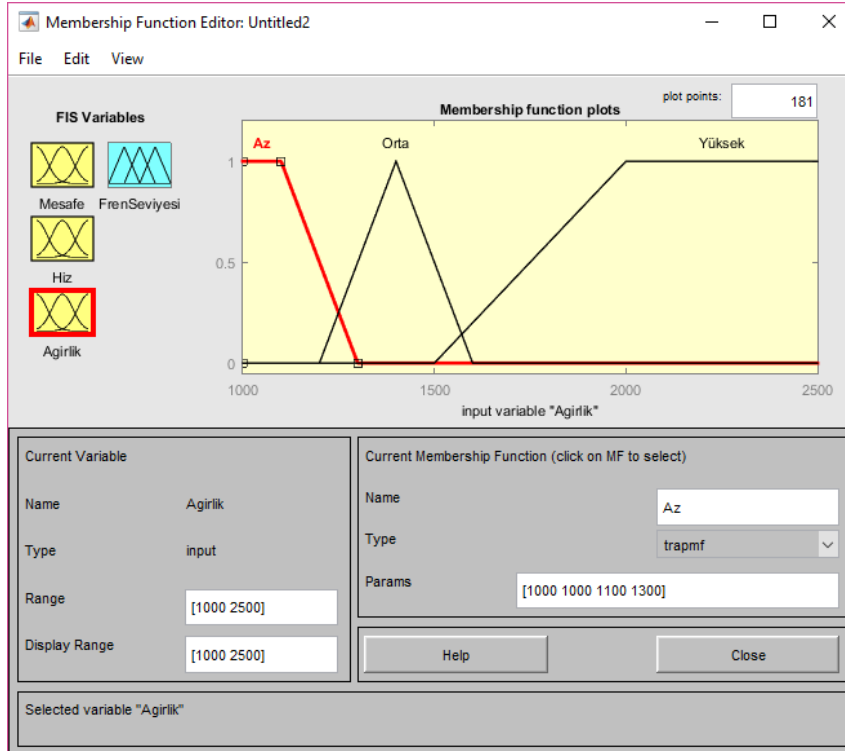 Membership Function Editor: Untitled2
File Edit View
FIS Variables
Mesafe FrenSeviyesi
Hiz
Agirlik
plot points: 181
Membership function plots
Az Orta Yüksek
1
0.5
0
1000 1500 2000 2500
input variable "Agirlik"
Current Variable
Name Agirlik
Type input
Range [1000 2500]
Display Range [1000 2500]
Current Membership Function (click on MF to select)
Name Az
Type trapmf
Params [1000 1000 1100 1300]
Help Close
Selected variable "Agirlik"